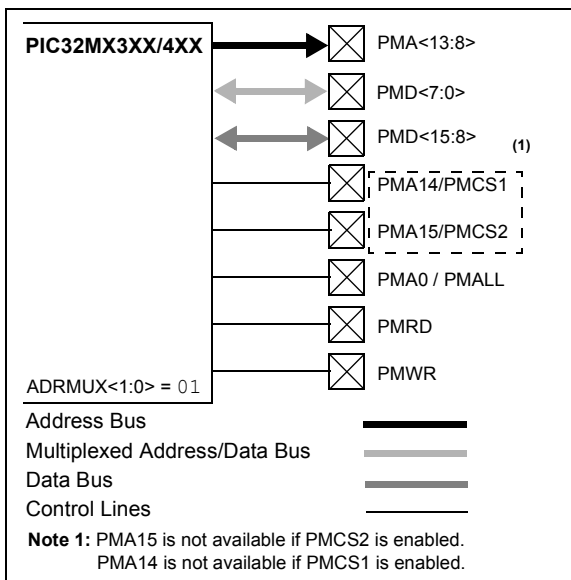 PIC32MX3XX/4XX
PMA<13:8>
PMD<7:0>
PMD<15:8> (1)
PMA14/PMCS1
PMA15/PMCS2
PMA0 / PMALL
PMRD
PMWR
ADRMUX<1:0> = 01
Address Bus
Multiplexed Address/Data Bus
Data Bus
Control Lines
Note 1: PMA15 is not available if PMCS2 is enabled.
PMA14 is not available if PMCS1 is enabled.